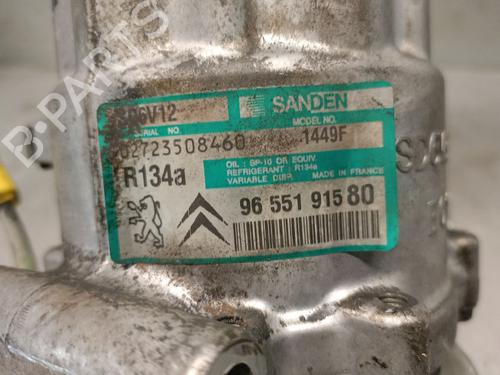 B-PARTS
SD6V12
SANDEN
SERIAL NO.
MODEL NO.
1449F
OIL : SP-10 OR EQUIV.
REFRIGERANT : R134a
VARIABLE DISP. MADE IN FRANCE
R134a
96 551 915 80